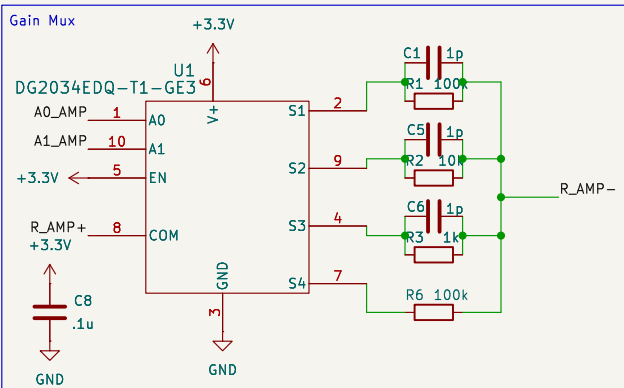 Gain Mux
+3.3V
C1 1p
U1
DG2034EDQ-T1-GE3
6
R1 100k
V+
S1 2
A0_AMP 1 A0
A1_AMP 10 A1
C5 1p
S2 9
R2 10k
+3.3V 5 EN
R_AMP-
C6 1p
S3 4
R_AMP+ 8 COM
R3 1k
+3.3V
GND
S4 7
R6 100k
C8
.1u
3
GND
GND